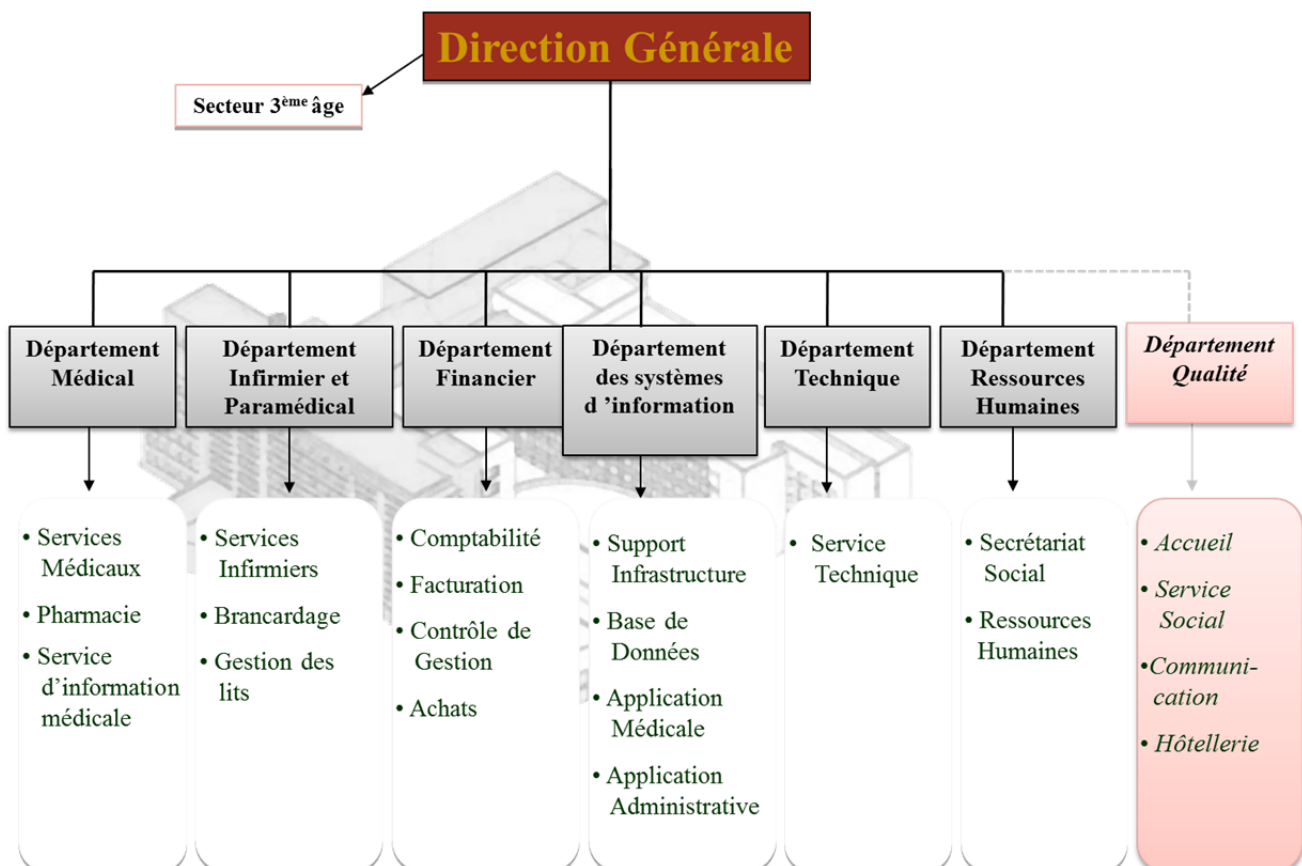 Direction Générale
Secteur 3ème âge
Département
Médical
Département
Infirmier et
Paramédical
Département
Financier
Département
des systèmes
d ’information
Département
Technique
Département
Ressources
Humaines
Département
Qualité
• Services
Médicaux
• Pharmacie
• Service
d’information
médicale
• Services
Infirmiers
• Brancardage
• Gestion des
lits
• Comptabilité
• Facturation
• Contrôle de
Gestion
• Achats
• Support
Infrastructure
• Base de
Données
• Application
Médicale
• Application
Administrative
• Service
Technique
• Secrétariat
Social
• Ressources
Humaines
• Accueil
• Service
Social
•Communi-
cation
• Hôtellerie